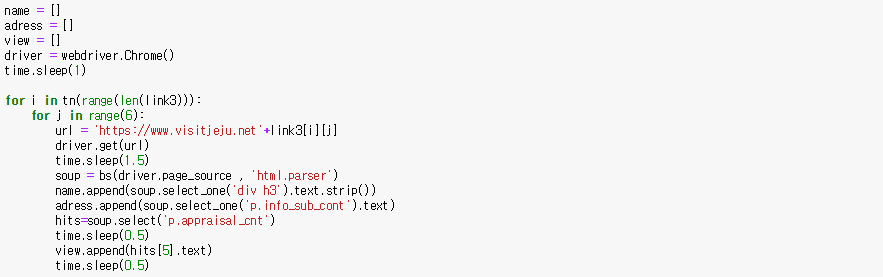 name = []
adress = []
view = []
driver = webdriver.Chrome()
time.sleep(1)

for i in tn(range(len(link3))):
    for j in range(6):
        url = 'https://www.visitjeju.net'+link3[i][j]
        driver.get(url)
        time.sleep(1.5)
        soup = bs(driver.page_source , 'html.parser')
        name.append(soup.select_one('div h3').text.strip())
        adress.append(soup.select_one('p.info_sub_cont').text)
        hits=soup.select('p.appraisal_cnt')
        time.sleep(0.5)
        view.append(hits[5].text)
        time.sleep(0.5)